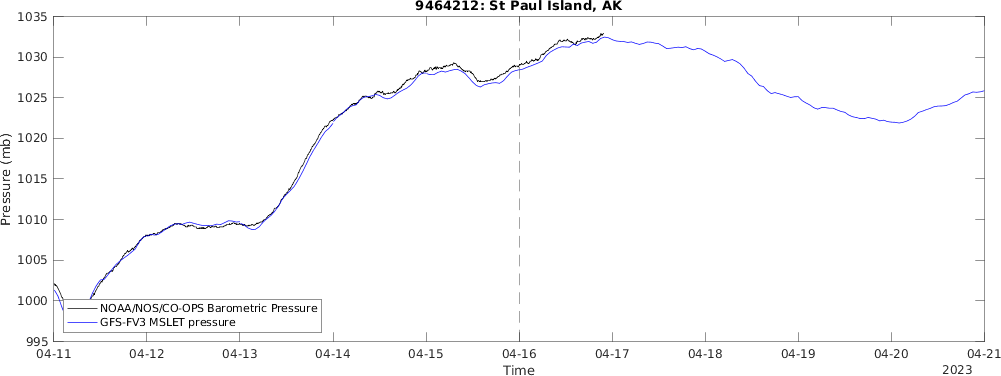 9464212: St Paul Island, AK
Pressure (mb)
1035
1030
1025
1020
1015
1010
1005
1000
995
NOAA/NOS/CO-OPS Barometric Pressure
GFS-FV3 MSLET pressure
04-11 04-12 04-13 04-14 04-15 04-16 04-17 04-18 04-19 04-20 04-21
Time
2023